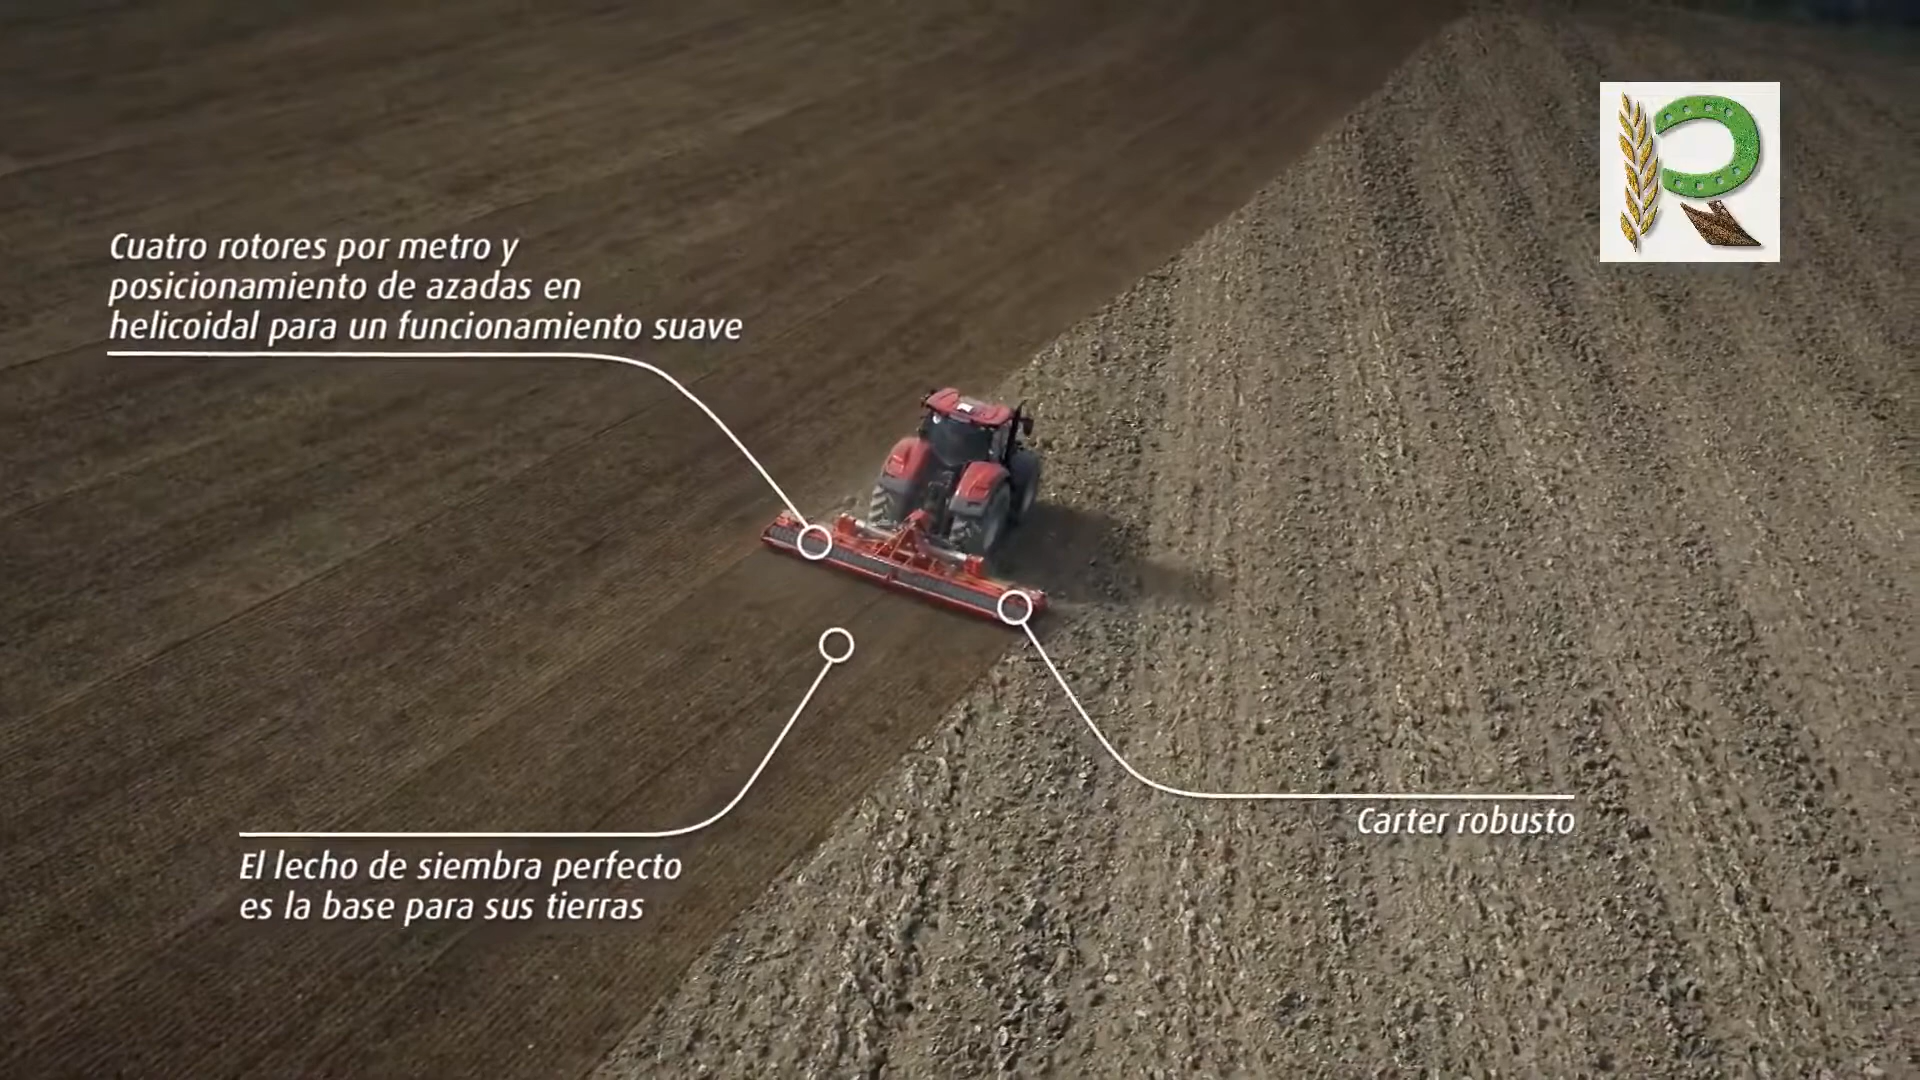 Cuatro rotores por metro y
posicionamiento de azadas en
helicoidal para un funcionamiento suave
Carter robusto
El lecho de siembra perfecto
es la base para sus tierras